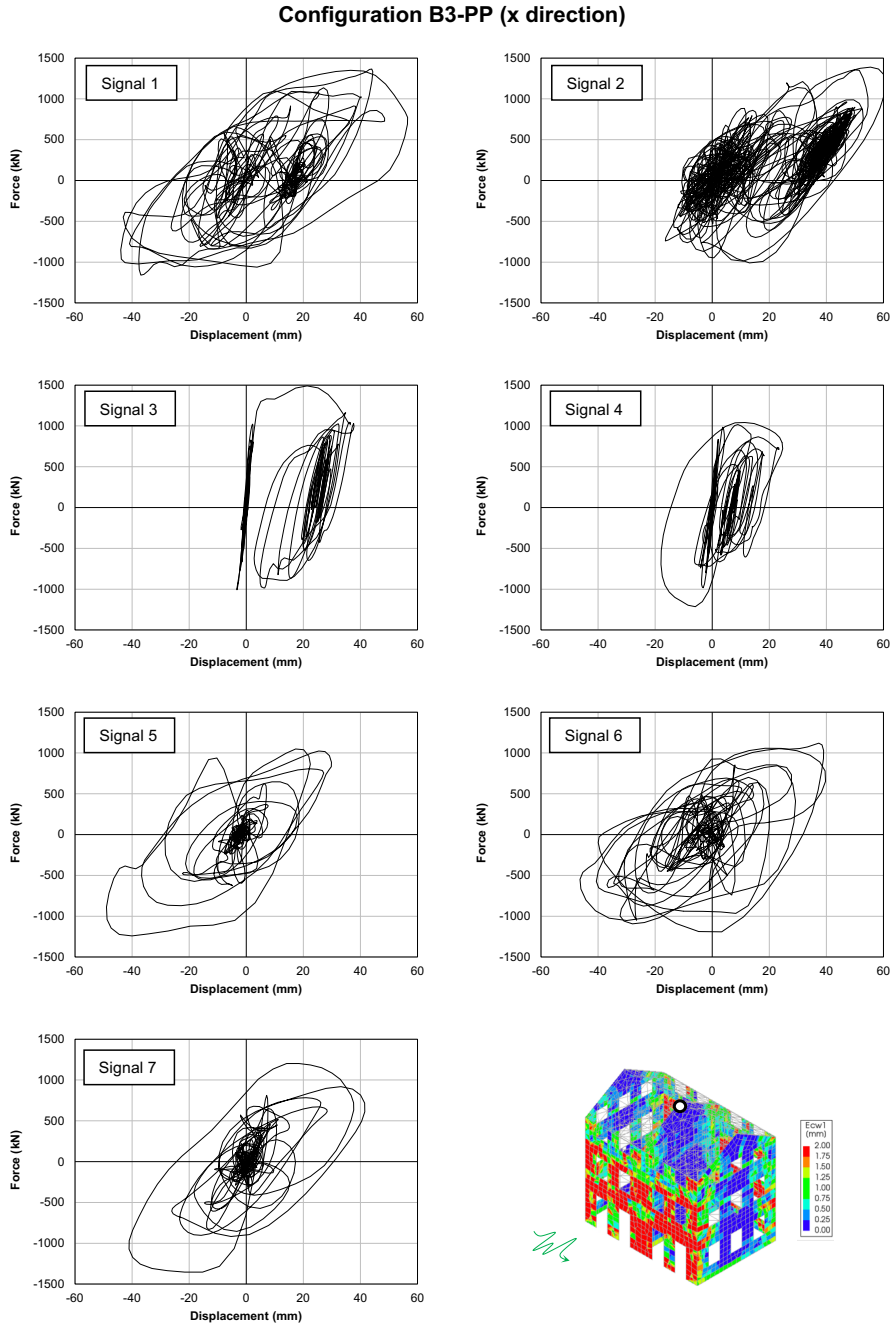 Configuration B3-PP (x direction)
Signal 1
1500
1000
500
0
-500
-1000
-1500
-60 -40 -20 0 20 40 60
Force (kN)
Displacement (mm)
Signal 2
1500
1000
500
0
-500
-1000
-1500
-60 -40 -20 0 20 40 60
Force (kN)
Displacement (mm)
Signal 3
1500
1000
500
0
-500
-1000
-1500
-60 -40 -20 0 20 40 60
Force (kN)
Displacement (mm)
Signal 4
1500
1000
500
0
-500
-1000
-1500
-60 -40 -20 0 20 40 60
Force (kN)
Displacement (mm)
Signal 5
1500
1000
500
0
-500
-1000
-1500
-60 -40 -20 0 20 40 60
Force (kN)
Displacement (mm)
Signal 6
1500
1000
500
0
-500
-1000
-1500
-60 -40 -20 0 20 40 60
Force (kN)
Displacement (mm)
Signal 7
1500
1000
500
0
-500
-1000
-1500
-60 -40 -20 0 20 40 60
Force (kN)
Displacement (mm)
Ecw1
(mm)
2.00
1.75
1.50
1.25
1.00
0.75
0.50
0.25
0.00